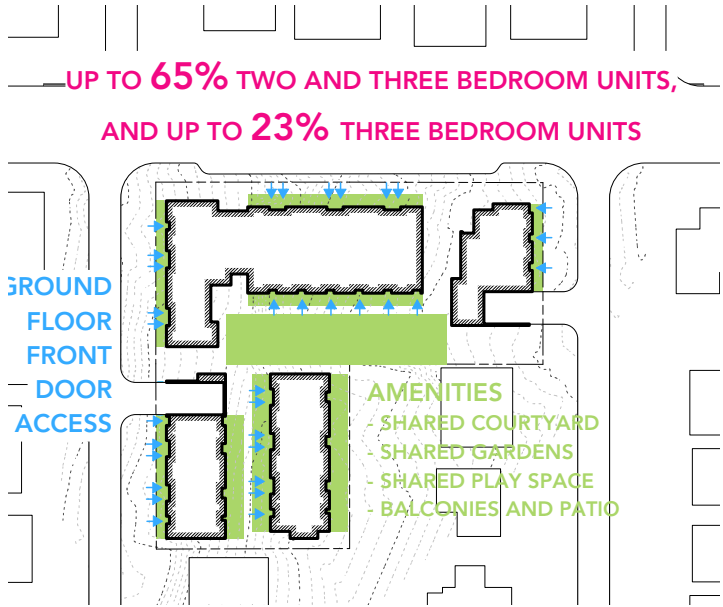 UP TO 65% TWO AND THREE BEDROOM UNITS,
AND UP TO 23% THREE BEDROOM UNITS
GROUND
FLOOR
FRONT
DOOR
ACCESS
AMENITIES
- SHARED COURTYARD
- SHARED GARDENS
- SHARED PLAY SPACE
- BALCONIES AND PATIO